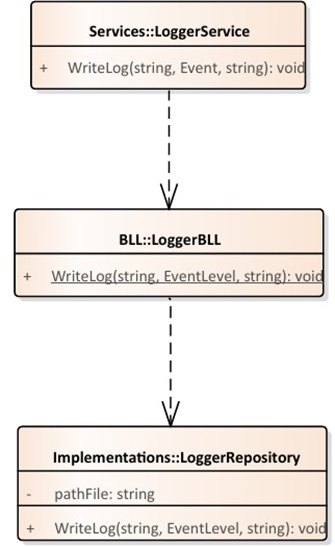 Services::LoggerService
+ WriteLog(string, Event, string): void
BLL::LoggerBLL
+ WriteLog(string, EventLevel, string): void
Implementations::LoggerRepository
- pathFile: string
+ WriteLog(string, EventLevel, string): void